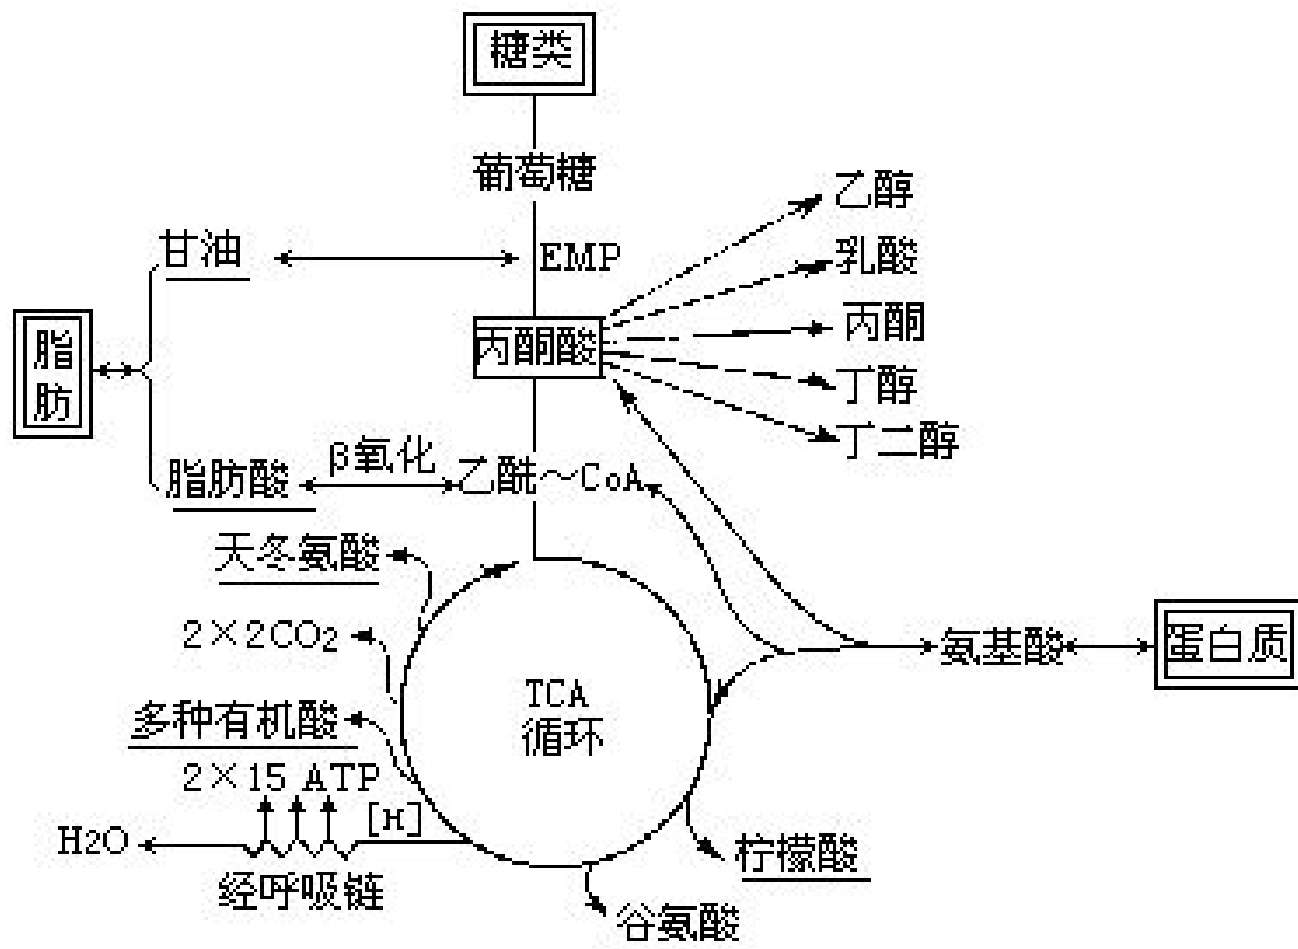 糖类
葡萄糖
乙醇
甘油
EMP
乳酸
丙酮
脂
肪
丙酮酸
丁醇
丁二醇
β氧化
脂肪酸
乙酰～CoA
天冬氨酸
2×2CO2
氨基酸
蛋白质
TCA
循环
多种有机酸
2×15 ATP
[H]
H2O
经呼吸链
柠檬酸
谷氨酸